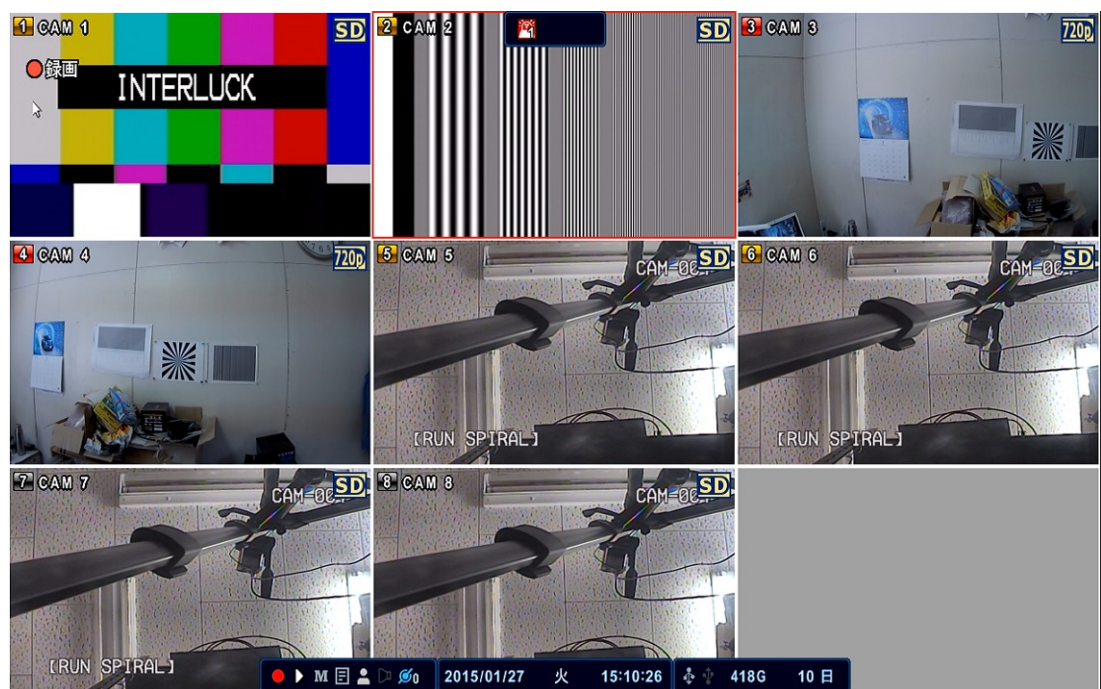 1 CAM 1 SD
録画
INTERLUCK
2 CAM 2 SD
1
3 CAM 3 720p
4 CAM 4 720p
5 CAM 5 SD
6 CAM 6 SD
[RUN SPIRAL]
[RUN SPIRAL]
7 CAM 7 SD
8 CAM 8 SD
[RUN SPIRAL]
M 0 2015/01/27 火 15:10:26 418G 10 日